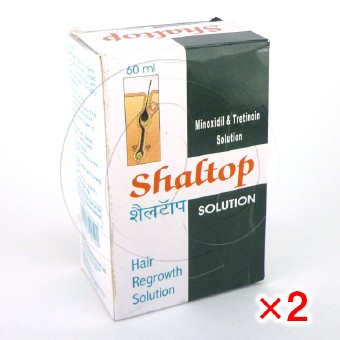 Shaltop
60 ml
Minoxidil & Tretinoin
Solution
Shaltop
शैलटॉप SOLUTION
Hair
Regrowth
Solution
×2